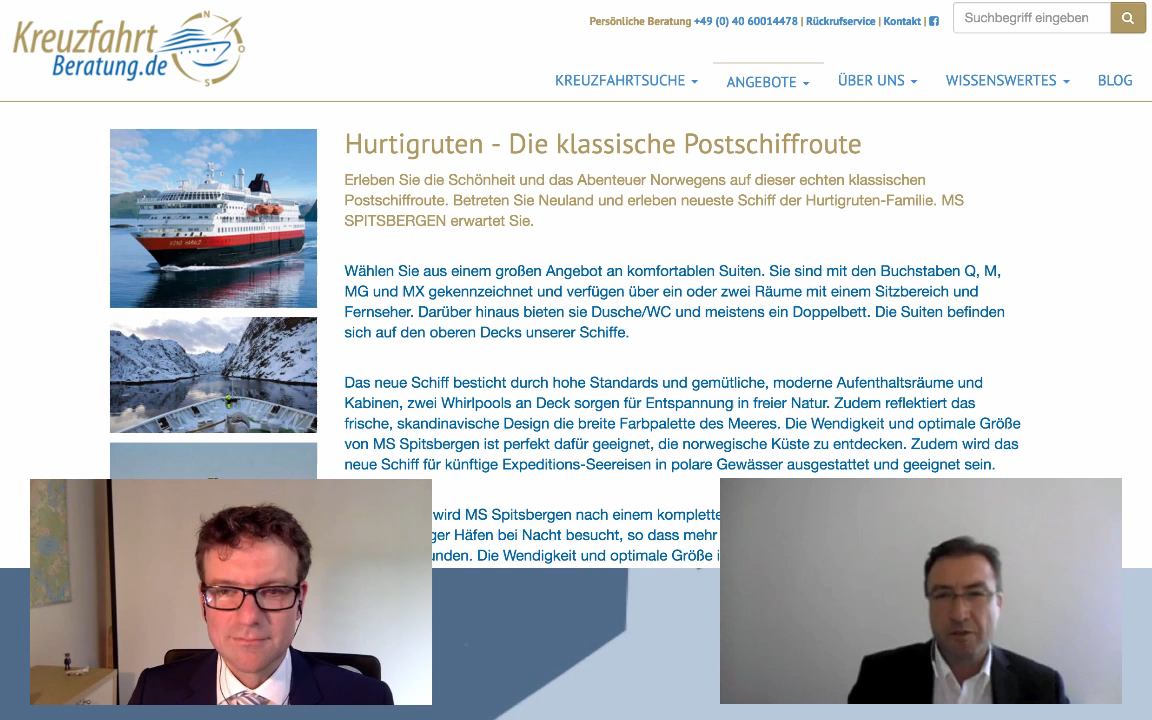 Kreuzfahrt
Beratung.de
N
O
S
Persönliche Beratung +49 (0) 40 60014478 | Rückrufservice | Kontakt |
Suchbegriff eingeben
KREUZFAHRTSUCHE
ANGEBOTE
ÜBER UNS
WISSENSWERTES
BLOG
Hurtigruten - Die klassische Postschiffroute
Erleben Sie die Schönheit und das Abenteuer Norwegens auf dieser echten klassischen
Postschiffroute. Betreten Sie Neuland und erleben neueste Schiff der Hurtigruten-Familie. MS
SPITSBERGEN erwartet Sie.
Wählen Sie aus einem großen Angebot an komfortablen Suiten. Sie sind mit den Buchstaben Q, M,
MG und MX gekennzeichnet und verfügen über ein oder zwei Räume mit einem Sitzbereich und
Fernseher. Darüber hinaus bieten sie Dusche/WC und meistens ein Doppelbett. Die Suiten befinden
sich auf den oberen Decks unserer Schiffe.
Das neue Schiff besticht durch hohe Standards und gemütliche, moderne Aufenthaltsräume und
Kabinen, zwei Whirlpools an Deck sorgen für Entspannung in freier Natur. Zudem reflektiert das
frische, skandinavische Design die breite Farbpalette des Meeres. Die Wendigkeit und optimale Größe
von MS Spitsbergen ist perfekt dafür geeignet, die norwegische Küste zu entdecken. Zudem wird das
neue Schiff für künftige Expeditions-Seereisen in polare Gewässer ausgestattet und geeignet sein.
wird MS Spitsbergen nach einem komplette
ger Häfen bei Nacht besucht, so dass mehr
unden. Die Wendigkeit und optimale Größe i